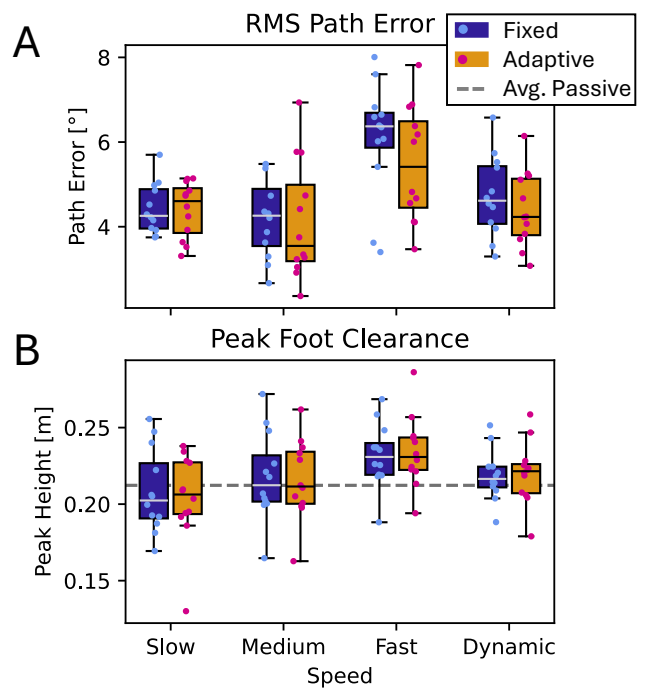 A
RMS Path Error
Fixed
Adaptive
Avg. Passive
8
6
4
Path Error [°]
B
Peak Foot Clearance
0.25
0.20
0.15
Peak Height [m]
Slow Medium Fast Dynamic
Speed